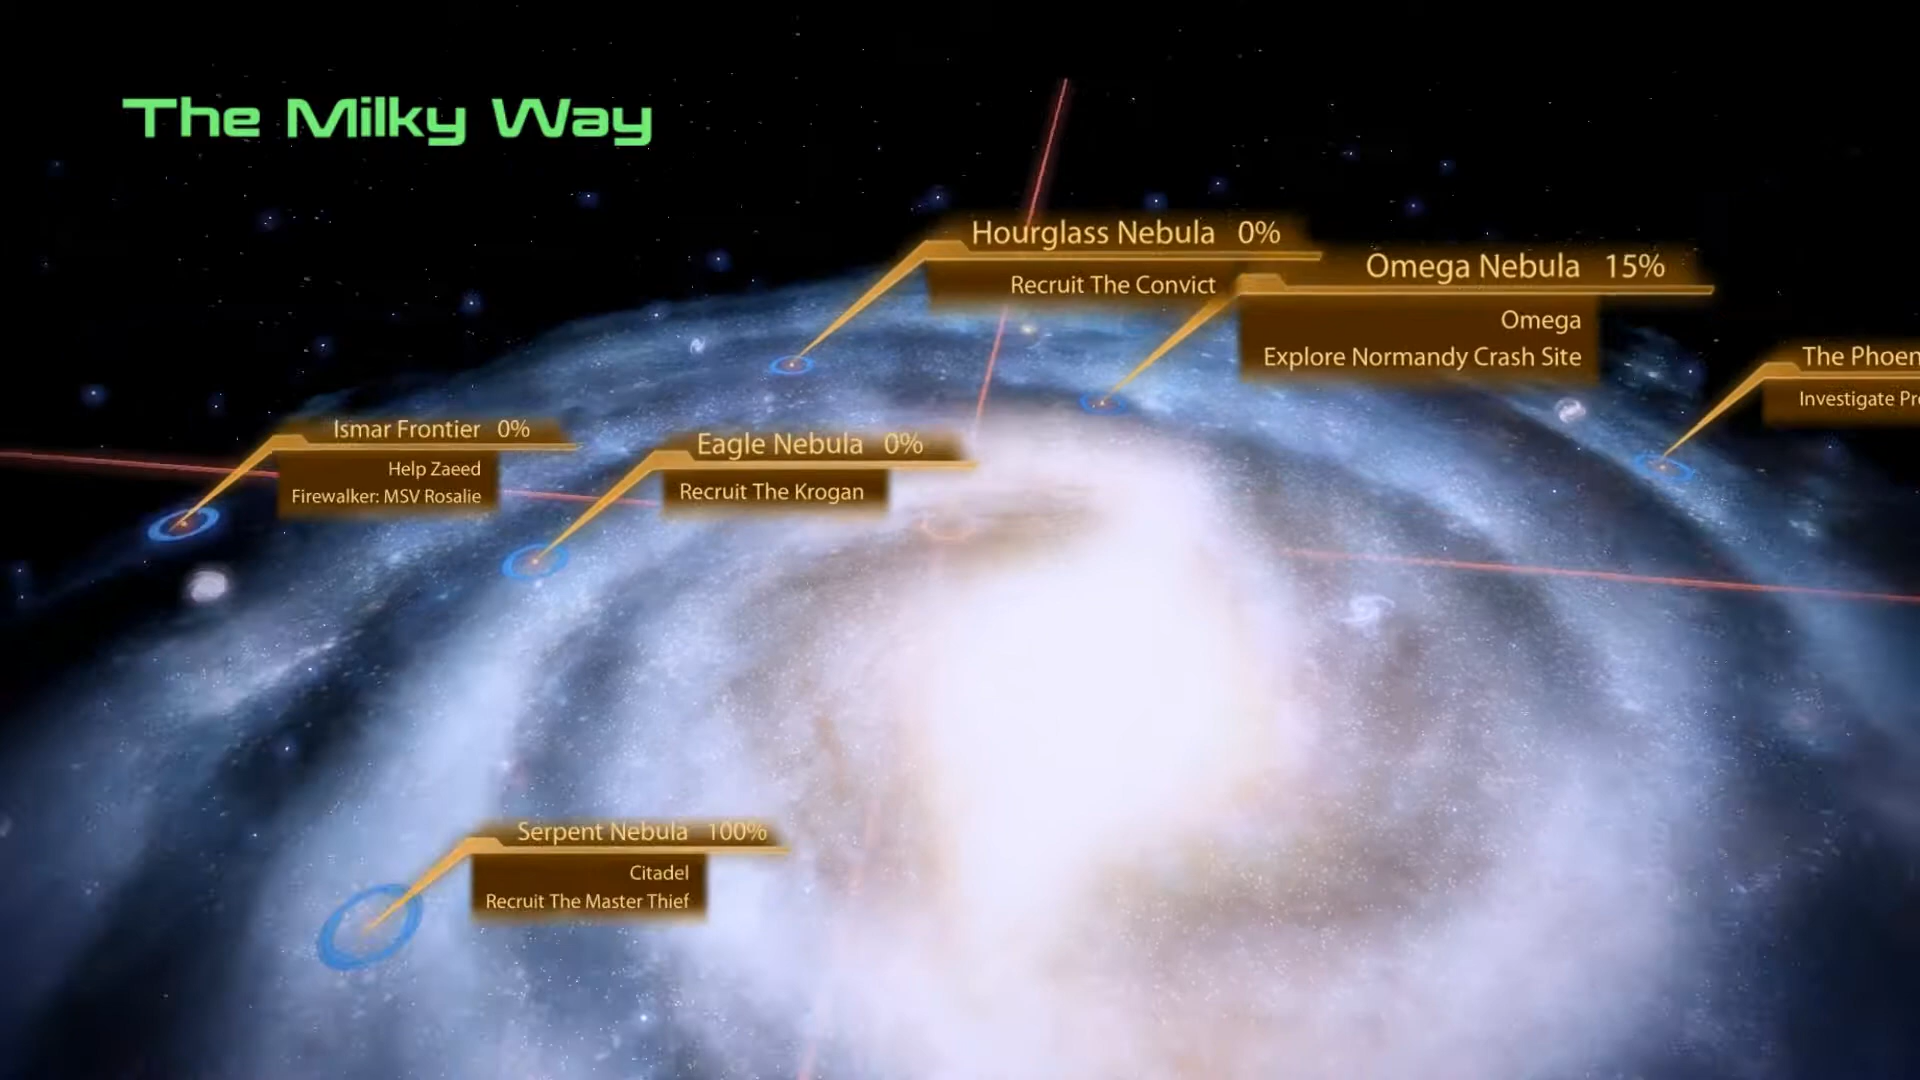 The Milky Way
Hourglass Nebula 0%
Recruit The Convict
Omega Nebula 15%
Omega
Explore Normandy Crash Site
The
Investigate
Ismar Frontier 0%
Help Zaeed
Firewalker: MSV Rosalie
Eagle Nebula 0%
Recruit The Krogan
Serpent Nebula 100%
Citadel
Recruit The Master Thief